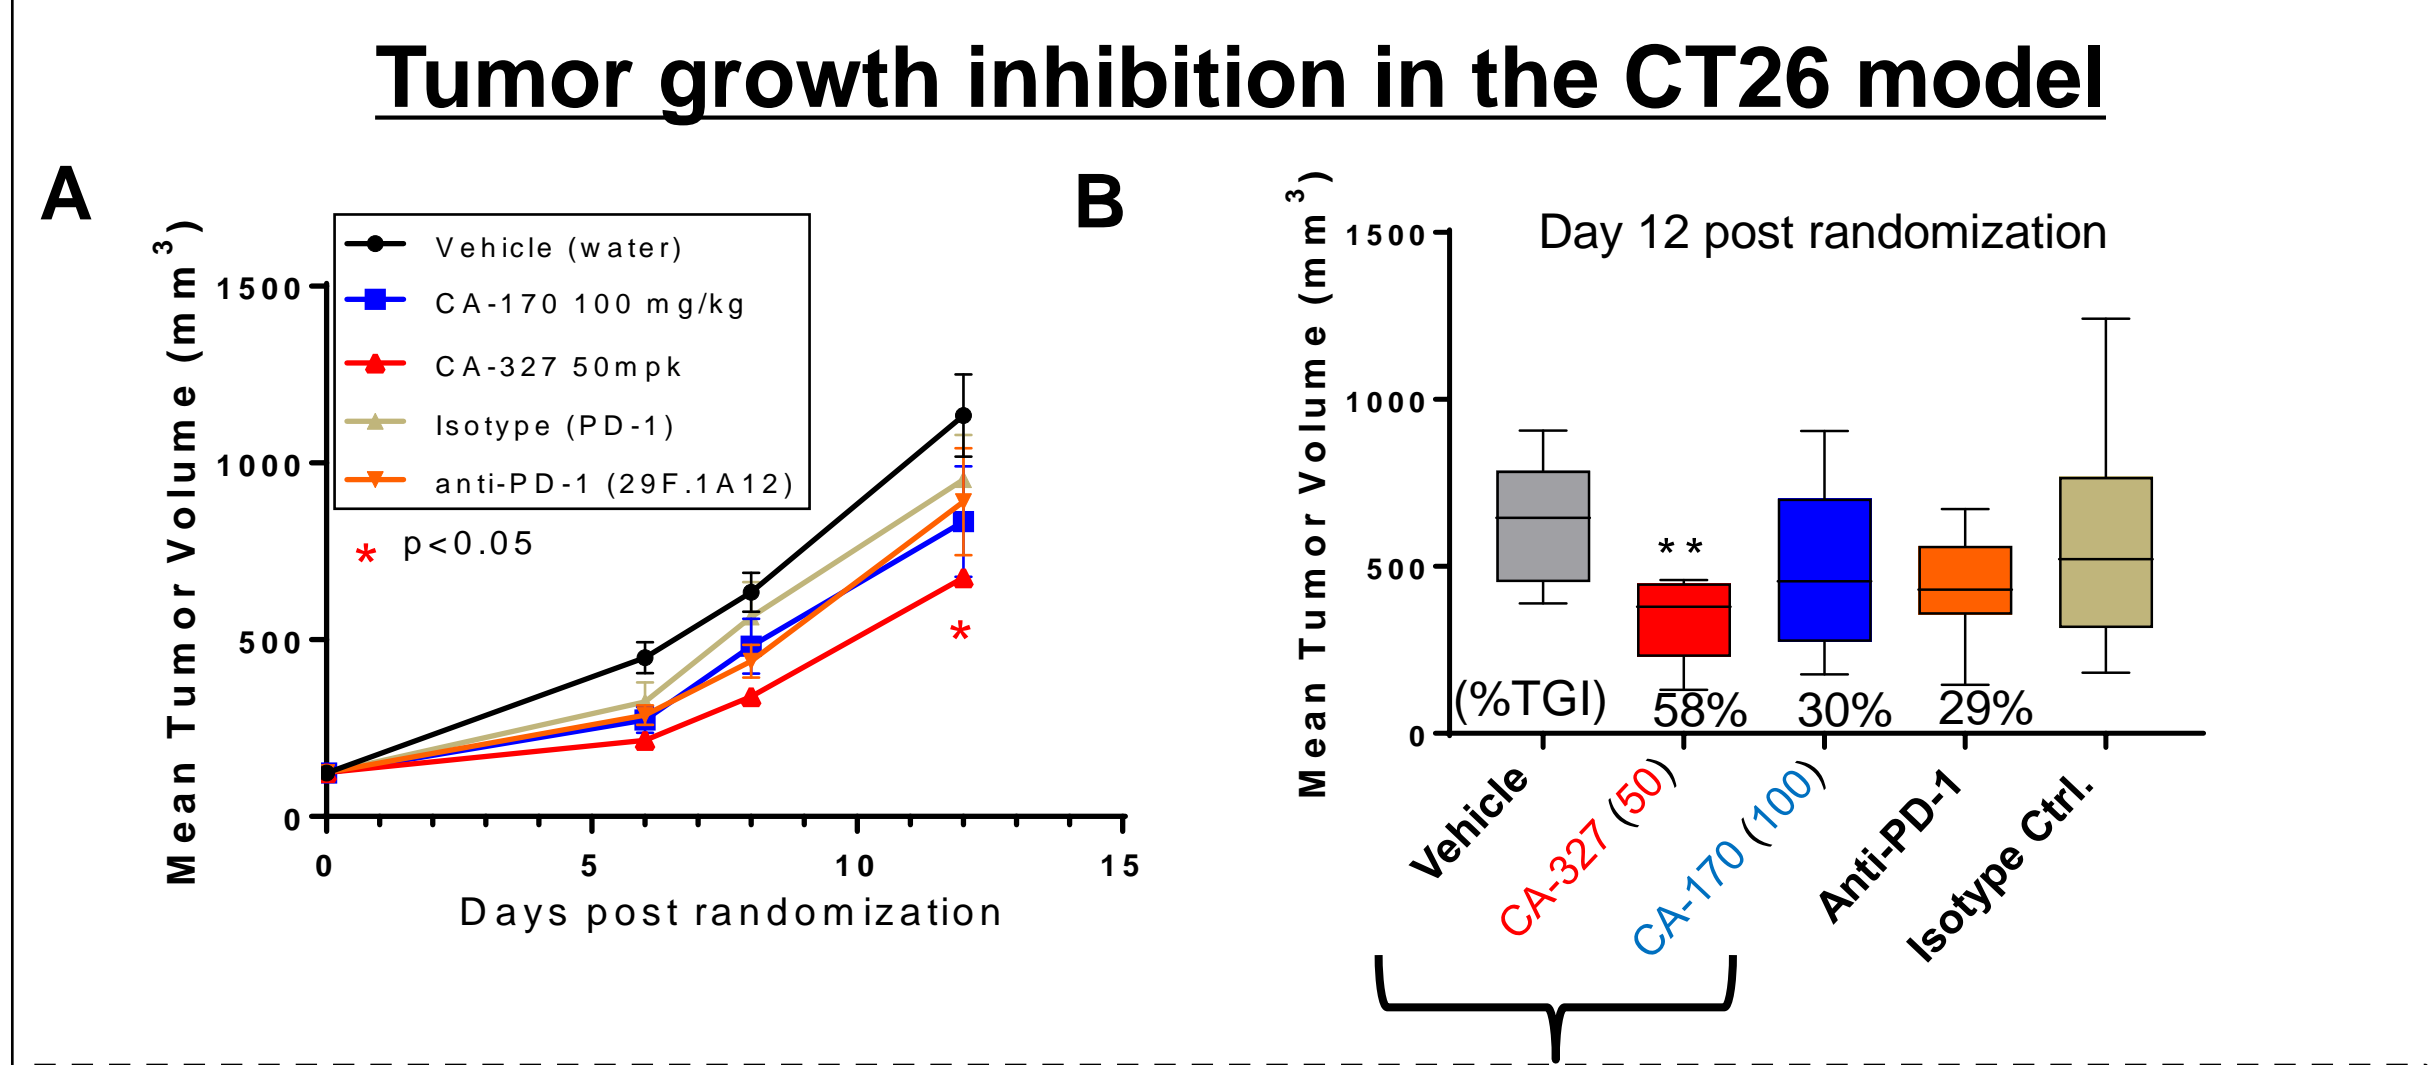 Tumor growth inhibition in the CT26 model
A
Mean Tumor Volume (mm³)
1500
1000
500
0
Vehicle (water)
CA-170 100 mg/kg
CA-327 50mpk
Isotype (PD-1)
anti-PD-1 (29F.1A12)
* p<0.05
*
0 5 10 15
Days post randomization
B
Mean Tumor Volume (mm³)
Day 12 post randomization
1500
1000
500
0
**
(%TGI) 58% 30% 29%
Vehicle
CA-327 (50)
CA-170 (100)
Anti-PD-1
Isotype Ctrl.